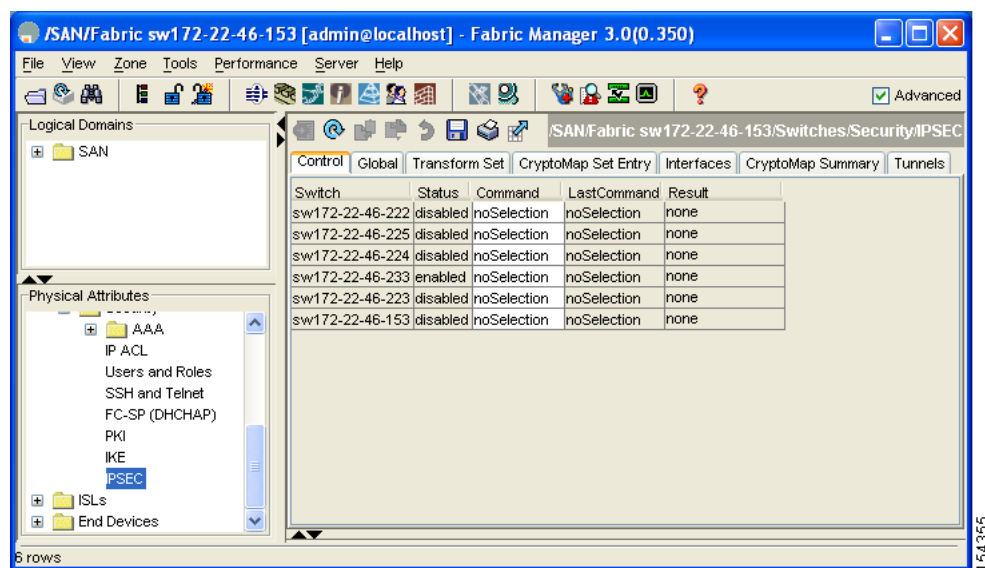 /SAN/Fabric sw172-22-46-153 [admin@localhost] - Fabric Manager 3.0(0.350)
File View Zone Tools Performance Server Help
Advanced
Logical Domains
SAN
/SAN/Fabric sw172-22-46-153/Switches/Security/IPSEC
Control Global Transform Set CryptoMap Set Entry Interfaces CryptoMap Summary Tunnels
Switch Status Command LastCommand Result
sw172-22-46-222 disabled noSelection noSelection none
sw172-22-46-225 disabled noSelection noSelection none
sw172-22-46-224 disabled noSelection noSelection none
sw172-22-46-233 enabled noSelection noSelection none
sw172-22-46-223 disabled noSelection noSelection none
sw172-22-46-153 disabled noSelection noSelection none
Physical Attributes
AAA
IP ACL
Users and Roles
SSH and Telnet
FC-SP (DHCHAP)
PKI
IKE
IPSEC
ISLs
End Devices
6 rows
154355